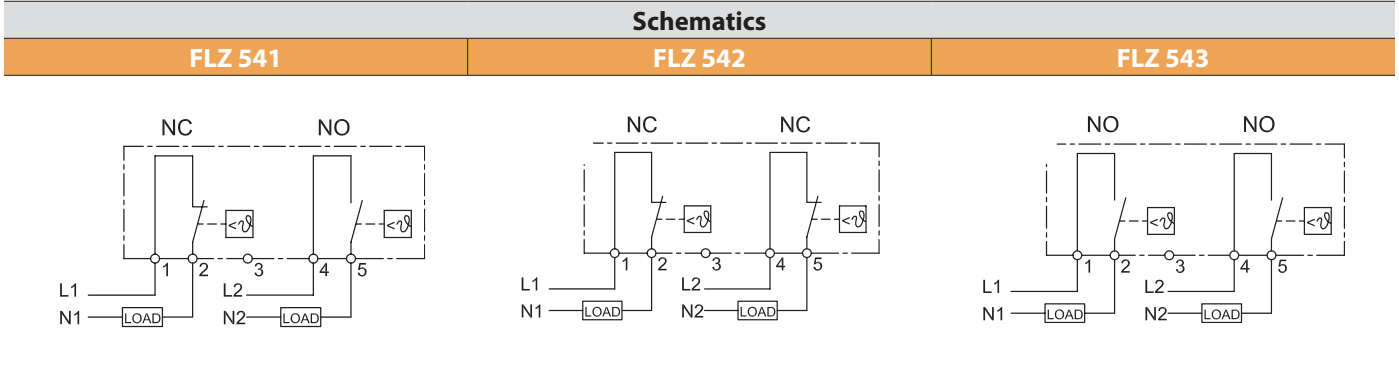 Schematics
FLZ 541
FLZ 542
FLZ 543
NC NO
<ϑ <ϑ
1 2 3 4 5
L1 L2
N1 LOAD N2 LOAD
NC NC
<ϑ <ϑ
1 2 3 4 5
L1 L2
N1 LOAD N2 LOAD
NO NO
<ϑ <ϑ
1 2 3 4 5
L1 L2
N1 LOAD N2 LOAD